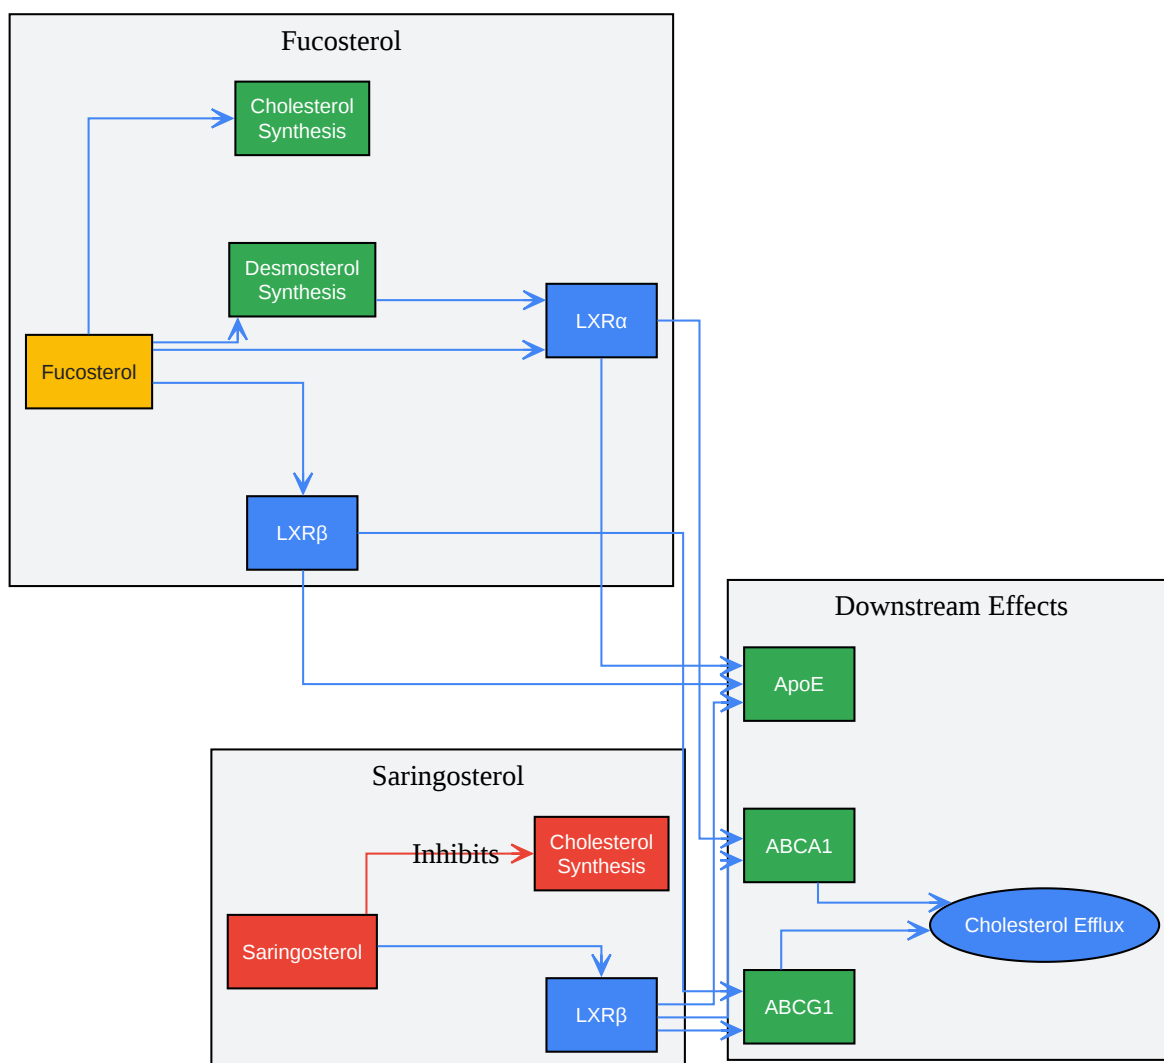 Fucosterol
Cholesterol
Synthesis
Desmosterol
Synthesis
LXRα
Fucosterol
LXRβ
Downstream Effects
ApoE
Saringosterol
Inhibits
Cholesterol
Synthesis
ABCA1
Cholesterol Efflux
Saringosterol
LXRβ
ABCG1